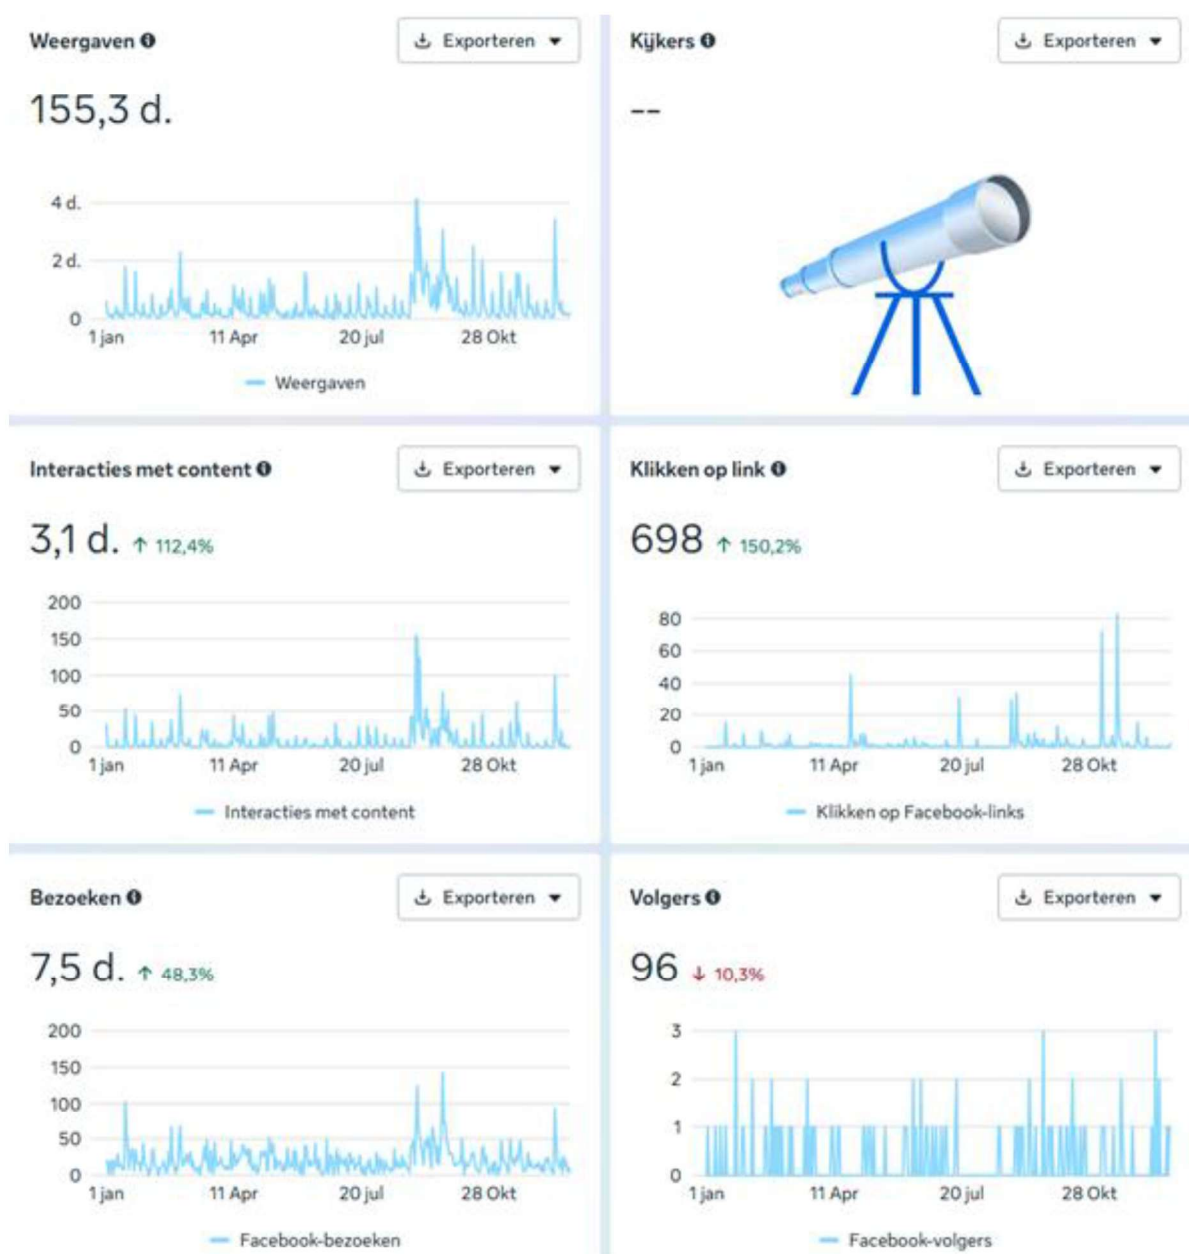 Weergaven
Exporteren
155,3 d.
4 d.
2 d.
0
1 jan
11 Apr
20 jul
28 Okt
Weergaven
Kijkers
Exporteren
--
Interacties met content
Exporteren
3,1 d. ↑ 112,4%
200
150
100
50
0
1 jan
11 Apr
20 jul
28 Okt
Interacties met content
Klikken op link
Exporteren
698 ↑ 150,2%
80
60
40
20
0
1 jan
11 Apr
20 jul
28 Okt
Klikken op Facebook-links
Bezoeken
Exporteren
7,5 d. ↑ 48,3%
200
150
100
50
0
1 jan
11 Apr
20 jul
28 Okt
Facebook-bezoeken
Volgers
Exporteren
96 ↓ 10,3%
3
2
1
0
1 jan
11 Apr
20 jul
28 Okt
Facebook-volgers